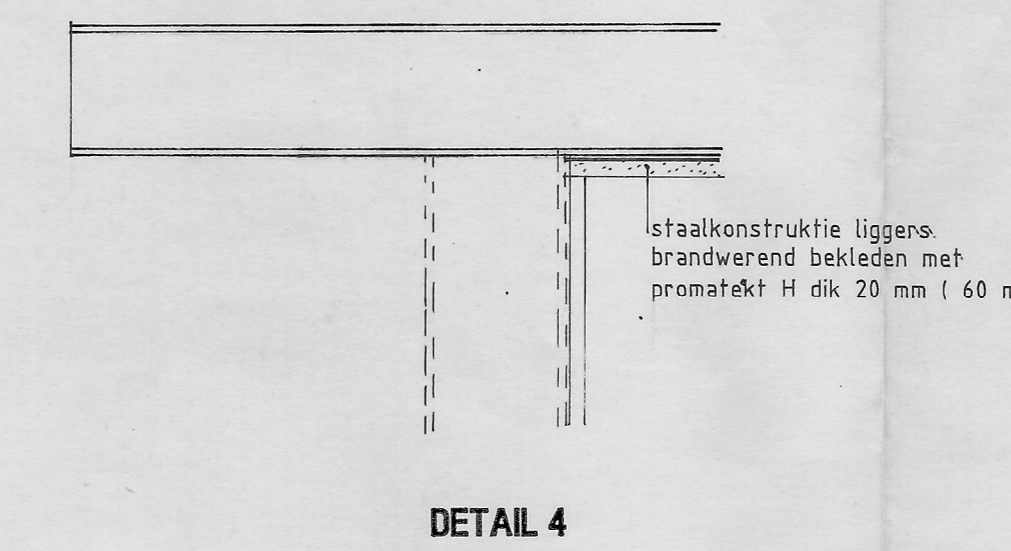 staalkonstruktie liggers.
brandwerend bekleden met
promatekt H dik 20 mm ( 60
DETAIL 4